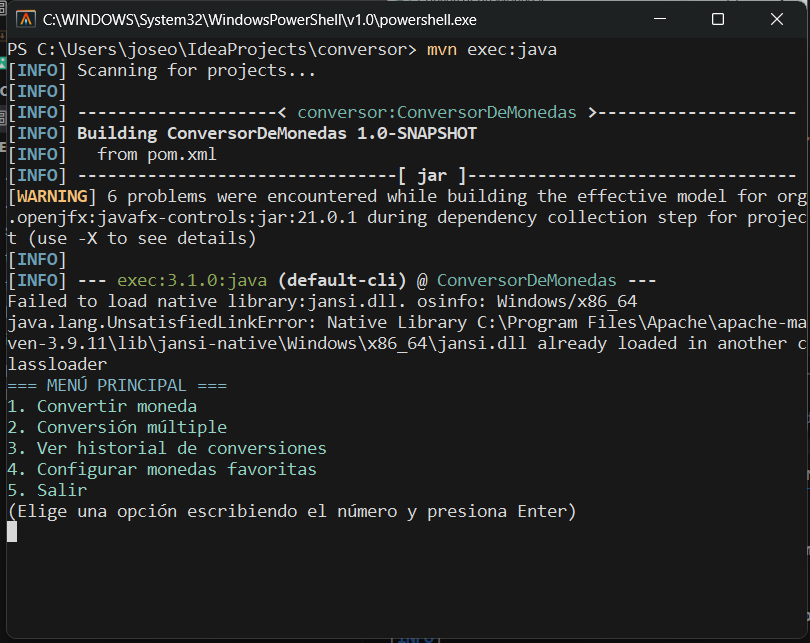 C:\WINDOWS\System32\WindowsPowerShell\v1.0\powershell.exe
PS C:\Users\joseo\IdeaProjects\conversor> mvn exec:java
[INFO] Scanning for projects...
[INFO]
[INFO] --------------------< conversor:ConversorDeMonedas >--------------------
[INFO] Building ConversorDeMonedas 1.0-SNAPSHOT
[INFO]   from pom.xml
[INFO] --------------------------------[ jar ]---------------------------------
[WARNING] 6 problems were encountered while building the effective model for org
.openjfx:javafx-controls:jar:21.0.1 during dependency collection step for projec
t (use -X to see details)
[INFO]
[INFO] --- exec:3.1.0:java (default-cli) @ ConversorDeMonedas ---
Failed to load native library:jansi.dll. osinfo: Windows/x86_64
java.lang.UnsatisfiedLinkError: Native Library C:\Program Files\Apache\apache-ma
ven-3.9.11\lib\jansi-native\Windows\x86_64\jansi.dll already loaded in another c
lassloader
=== MENÚ PRINCIPAL ===
1. Convertir moneda
2. Conversión múltiple
3. Ver historial de conversiones
4. Configurar monedas favoritas
5. Salir
(Elige una opción escribiendo el número y presiona Enter)